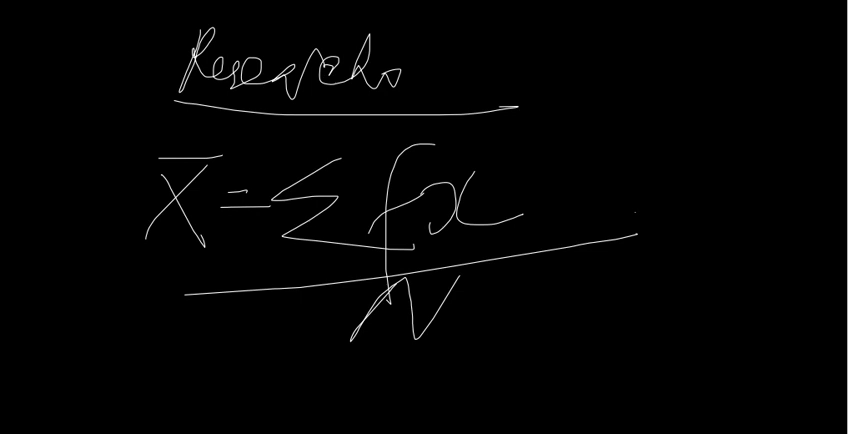 Research
X̄ = Σfx
N